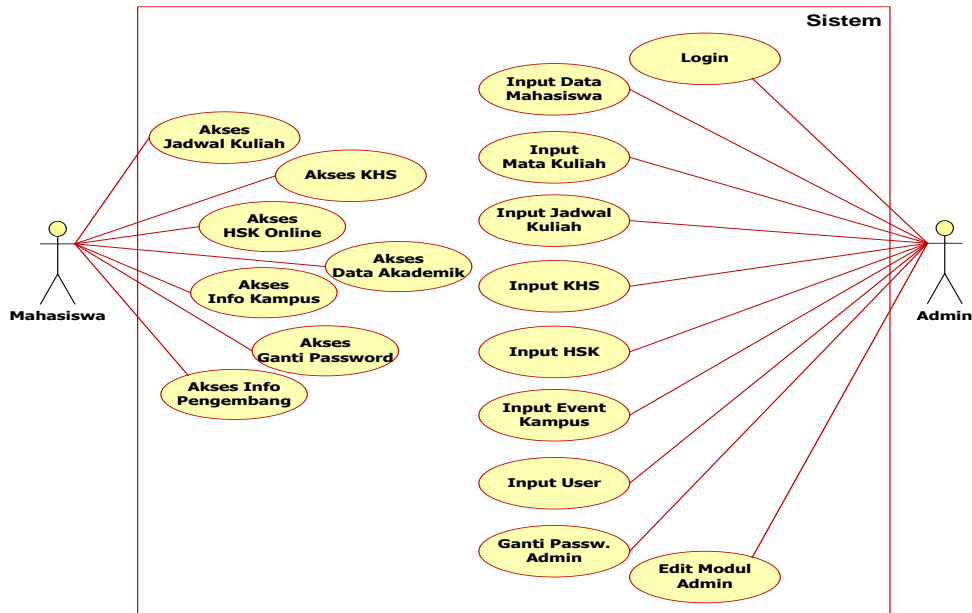 Sistem
Login
Input Data
Mahasiswa
Akses
Jadwal Kuliah
Input
Mata Kuliah
Akses KHS
Input Jadwal
Kuliah
Akses
HSK Online
Akses
Data Akademik
Akses
Info Kampus
Input KHS
Mahasiswa
Admin
Akses
Ganti Password
Input HSK
Akses Info
Pengembang
Input Event
Kampus
Input User
Ganti Passw.
Admin
Edit Modul
Admin